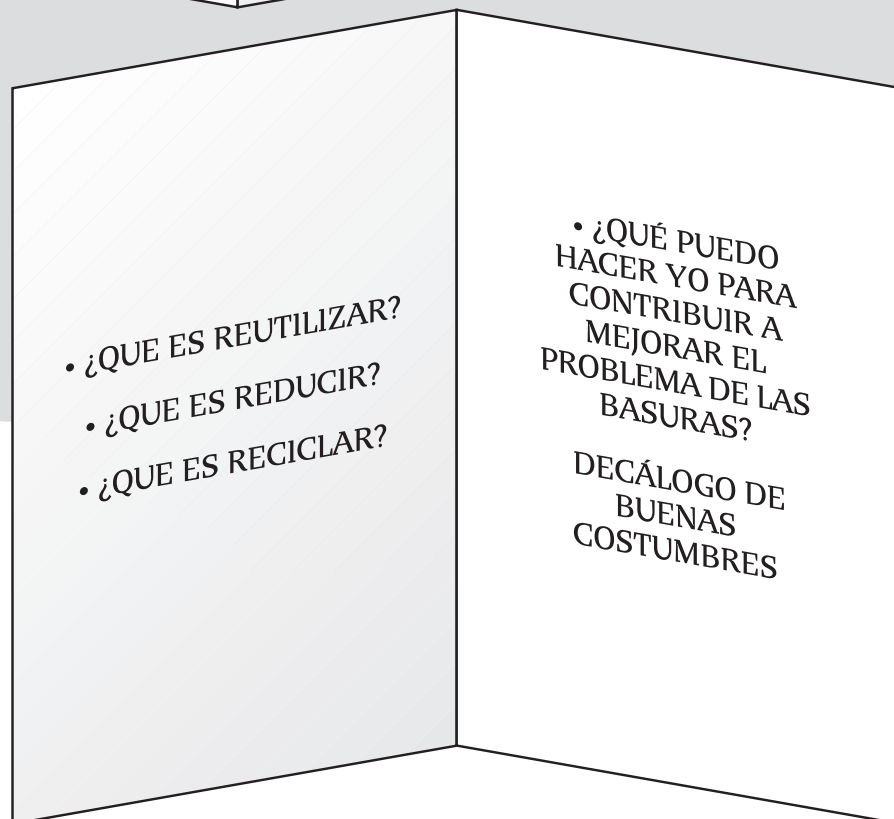 • ¿QUE ES REUTILIZAR?
• ¿QUE ES REDUCIR?
• ¿QUE ES RECICLAR?
• ¿QUÉ PUEDO
HACER YO PARA
CONTRIBUIR A
MEJORAR EL
PROBLEMA DE LAS
BASURAS?
DECÁLOGO DE
BUENAS
COSTUMBRES